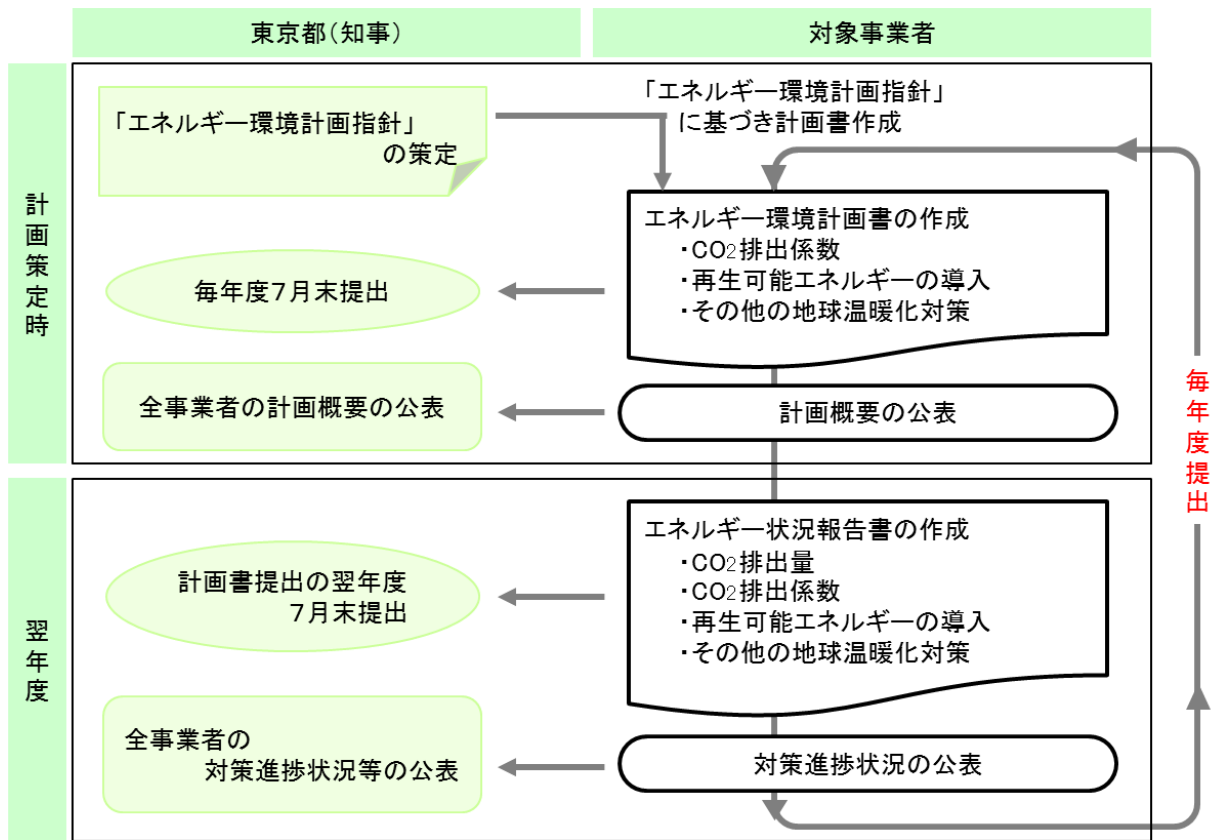 東京都（知事）
対象事業者
計画策定時
「エネルギー環境計画指針」
の策定
「エネルギー環境計画指針」
に基づき計画書作成
エネルギー環境計画書の作成
・CO2排出係数
・再生可能エネルギーの導入
・その他の地球温暖化対策
毎年度７月末提出
全事業者の計画概要の公表
計画概要の公表
毎年度提出
翌年度
エネルギー状況報告書の作成
・CO2排出量
・CO2排出係数
・再生可能エネルギーの導入
・その他の地球温暖化対策
計画書提出の翌年度
７月末提出
全事業者の
対策進捗状況等の公表
対策進捗状況の公表